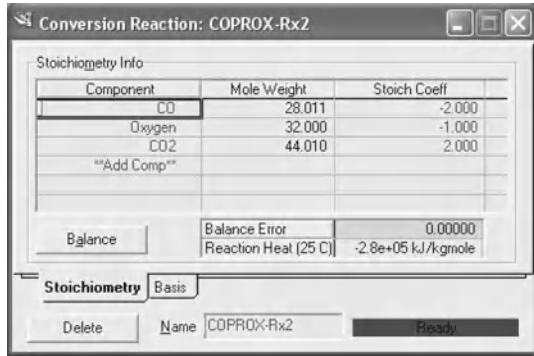 Conversion Reaction: COPROX-Rx2
Stoichiometry Info
Component Mole Weight Stoich Coeff
CO 28.011 -2.000
Oxygen 32.000 -1.000
CO2 44.010 2.000
**Add Comp**
Balance
Balance Error 0.00000
Reaction Heat (25 C) -2.8e+05 kJ/kgmole
Stoichiometry Basis
Delete Name COPROX-Rx2 Ready